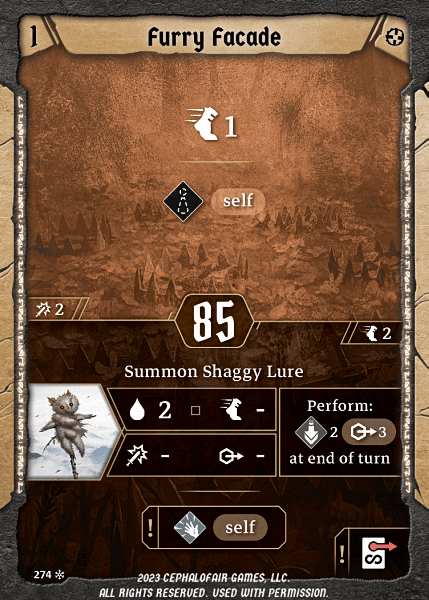 1 Furry Facade
1
self
2
85
2
Summon Shaggy Lure
2 -
Perform:
2 3
- -
at end of turn
! self
!
274
2023 CEPHALOFAIR GAMES, LLC.
ALL RIGHTS RESERVED. USED WITH PERMISSION.